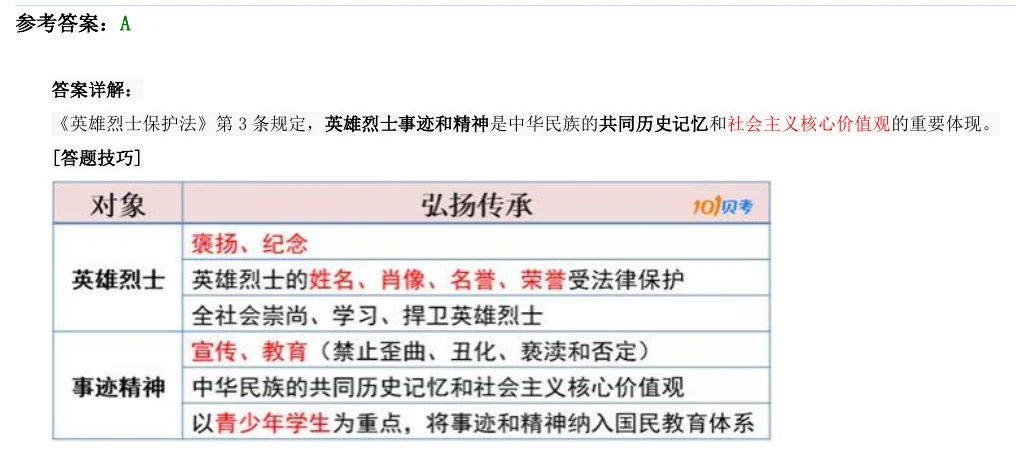 参考答案：A
答案详解：
《英雄烈士保护法》第 3 条规定，英雄烈士事迹和精神是中华民族的共同历史记忆和社会主义核心价值观的重要体现。
[答题技巧]
对象 弘扬传承 101贝考
褒扬、纪念
英雄烈士 英雄烈士的姓名、肖像、名誉、荣誉受法律保护
全社会崇尚、学习、捍卫英雄烈士
宣传、教育（禁止歪曲、丑化、亵渎和否定）
事迹精神 中华民族的共同历史记忆和社会主义核心价值观
以青少年学生为重点，将事迹和精神纳入国民教育体系